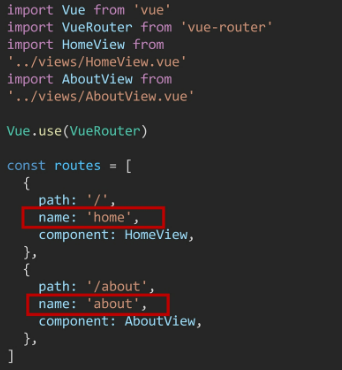 import Vue from 'vue'
import VueRouter from 'vue-router'
import HomeView from
'../views/HomeView.vue'
import AboutView from
'../views/AboutView.vue'
Vue.use(VueRouter)
const routes = [
{
path: '/',
name: 'home',
component: HomeView,
},
{
path: '/about',
name: 'about',
component: AboutView,
},
]